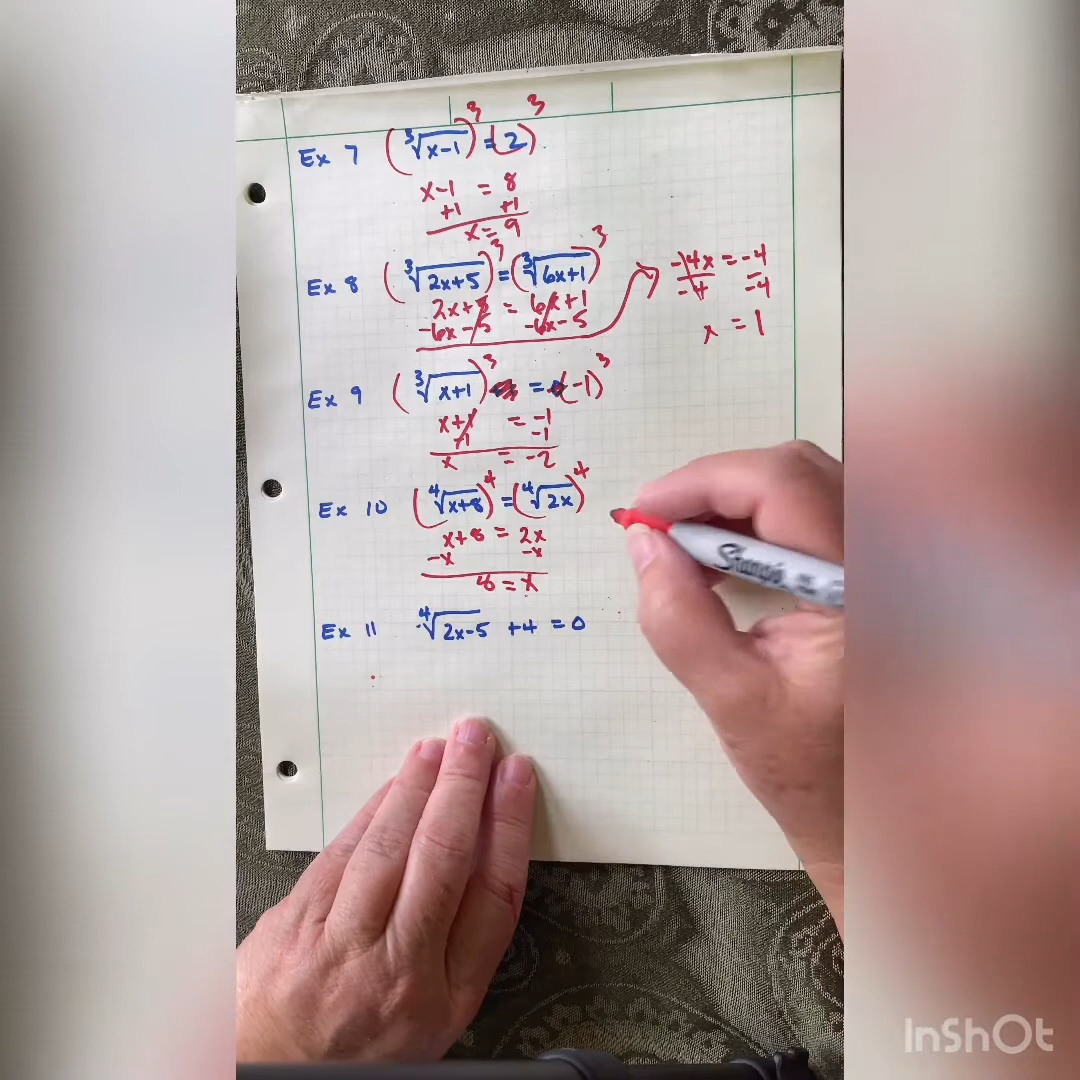 Ex 7 (∛(x-1))³ = (2)³
x-1 = 8
+1 +1
x = 9
Ex 8 (∛(2x+5))³ = (∛(6x+1))³
2x+5 = 6x+1
-6x-5 -6x-5
-4x = -4
-4 -4
x = 1
Ex 9 (∛(x+1))³ = (-1)³
x+1 = -1
-1 -1
x = -2
Ex 10 (∜(x+8))⁴ = (∜(2x))⁴
x+8 = 2x
-x -x
8 = x
Ex 11 ∜(2x-5) +4 = 0
Sharpie
InShOt